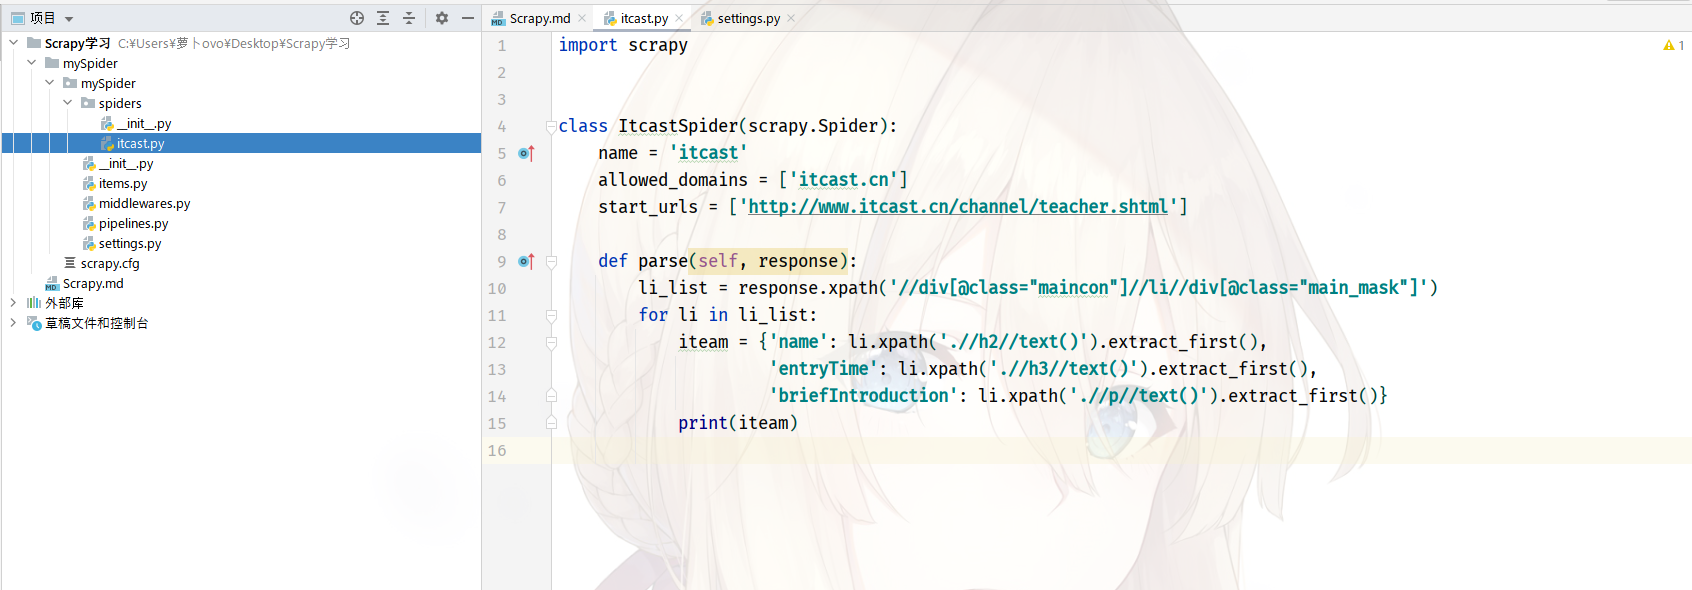 项目
Scrapy.md
itcast.py
settings.py
Scrapy学习 C:¥Users¥萝卜ovo¥Desktop¥Scrapy学习
mySpider
mySpider
spiders
__init__.py
itcast.py
__init__.py
items.py
middlewares.py
pipelines.py
settings.py
scrapy.cfg
Scrapy.md
外部库
草稿文件和控制台
1 import scrapy
2
3
4 class ItcastSpider(scrapy.Spider):
5 name = 'itcast'
6 allowed_domains = ['itcast.cn']
7 start_urls = ['http://www.itcast.cn/channel/teacher.shtml']
8
9 def parse(self, response):
10 li_list = response.xpath('//div[@class="maincon"]//li//div[@class="main_mask"]')
11 for li in li_list:
12 iteam = {'name': li.xpath('.//h2//text()').extract_first(),
13 'entryTime': li.xpath('.//h3//text()').extract_first(),
14 'briefIntroduction': li.xpath('.//p//text()').extract_first()}
15 print(iteam)
16
1